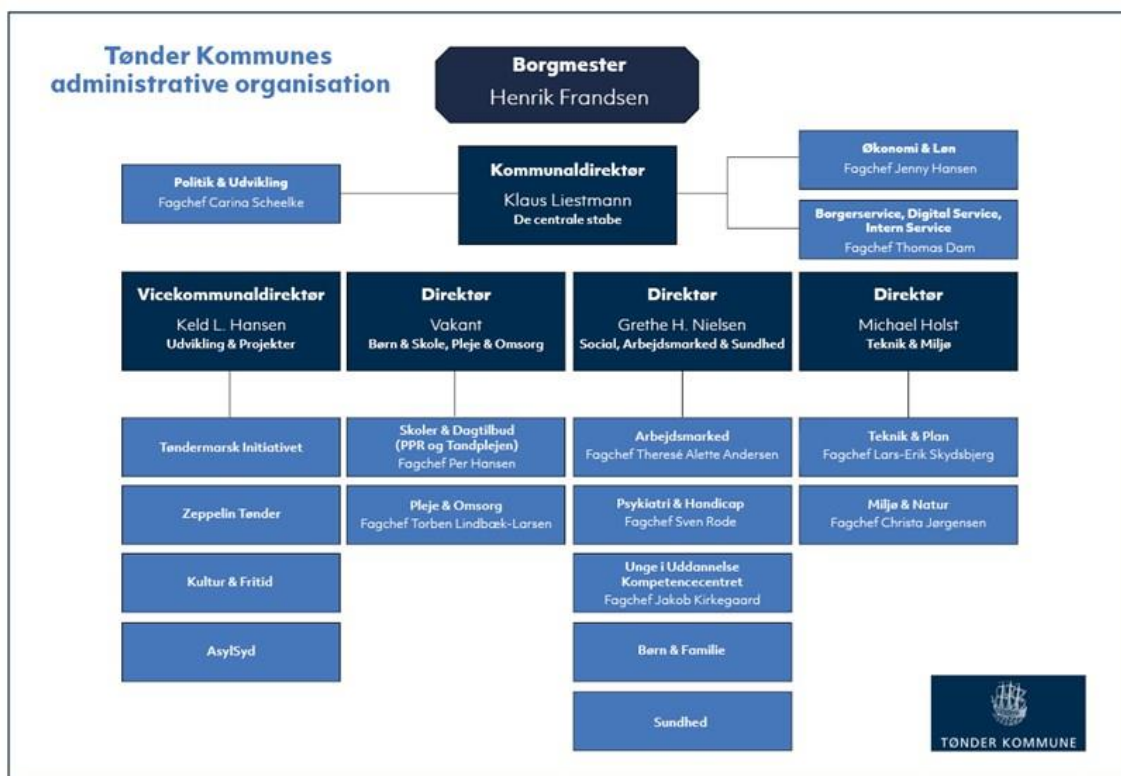 Tønder Kommunes
administrative organisation
Borgmester
Henrik Frandsen
Kommunaldirektør
Klaus Liestmann
De centrale stabe
Politik & Udvikling
Fagchef Carina Scheelke
Økonomi & Løn
Fagchef Jenny Hansen
Borgerservice, Digital Service,
Intern Service
Fagchef Thomas Dam
Vicekommunaldirektør
Keld L. Hansen
Udvikling & Projekter
Tøndermarsk Initiativet
Zeppelin Tønder
Kultur & Fritid
AsylSyd
Direktør
Vakant
Børn & Skole, Pleje & Omsorg
Skoler & Dagtilbud
(PPR og Tandplejen)
Fagchef Per Hansen
Pleje & Omsorg
Fagchef Torben Lindbæk-Larsen
Direktør
Grethe H. Nielsen
Social, Arbejdsmarked & Sundhed
Arbejdsmarked
Fagchef Theresé Alette Andersen
Psykiatri & Handicap
Fagchef Sven Rode
Unge i Uddannelse
Kompetencecentret
Fagchef Jakob Kirkegaard
Børn & Familie
Sundhed
Direktør
Michael Holst
Teknik & Miljø
Teknik & Plan
Fagchef Lars-Erik Skydsbjerg
Miljø & Natur
Fagchef Christa Jørgensen
TØNDER KOMMUNE